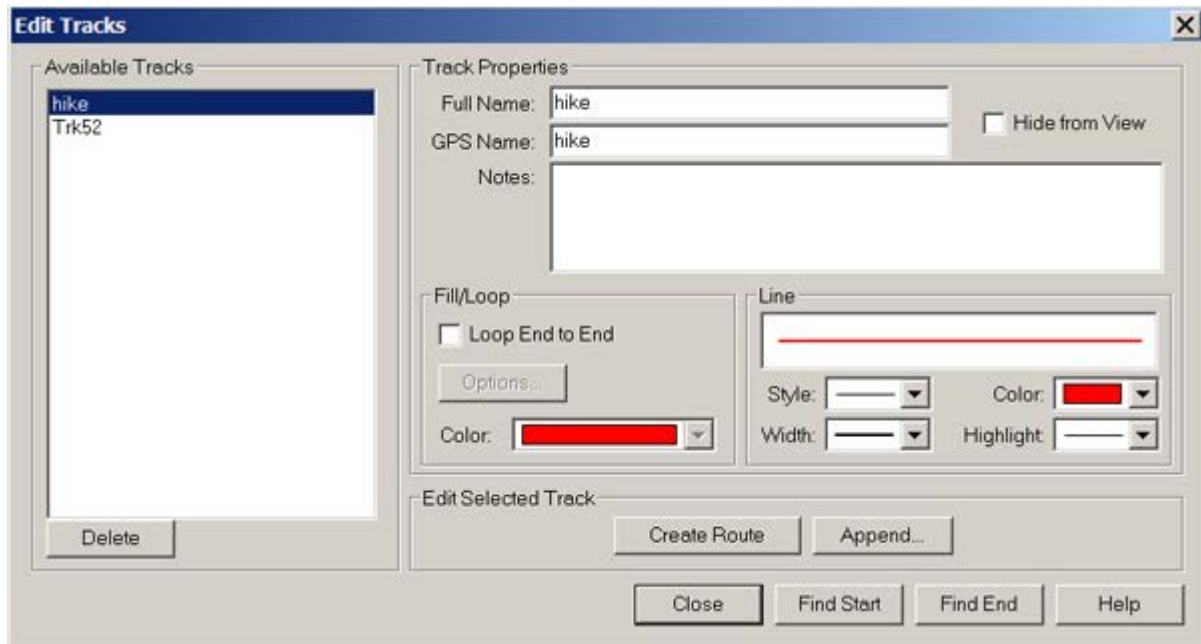 Edit Tracks
Available Tracks
hike
Trk52
Delete
Track Properties
Full Name: hike
GPS Name: hike
Hide from View
Notes:
Fill/Loop
Loop End to End
Options...
Color:
Line
Style:
Color:
Width:
Highlight:
Edit Selected Track
Create Route
Append...
Close
Find Start
Find End
Help